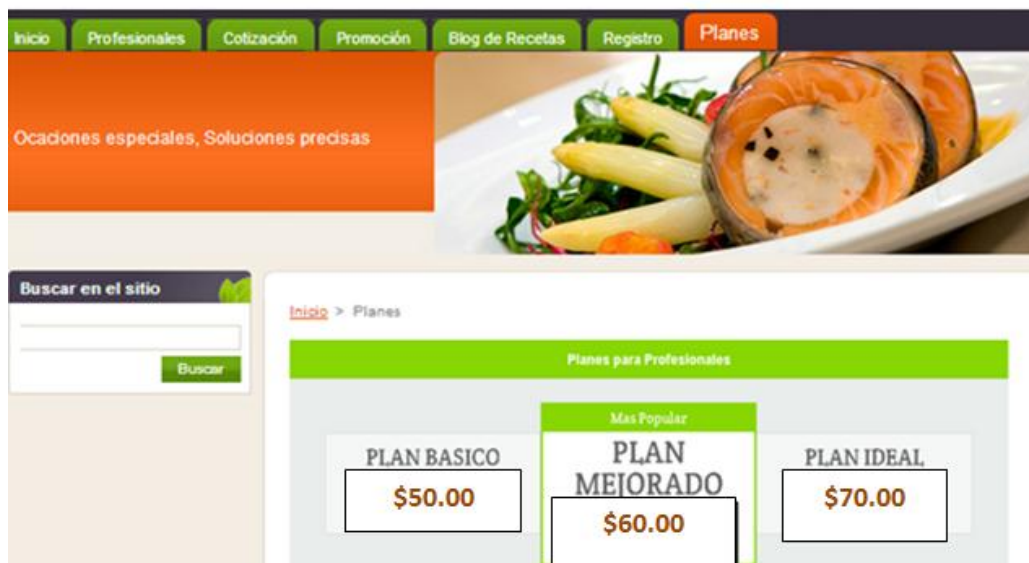 Inicio Profesionales Cotización Promoción Blog de Recetas Registro Planes
Ocaciones especiales, Soluciones precisas
Buscar en el sitio
Buscar
Inicio > Planes
Planes para Profesionales
Mas Popular
PLAN BASICO
$50.00
PLAN
MEJORADO
$60.00
PLAN IDEAL
$70.00